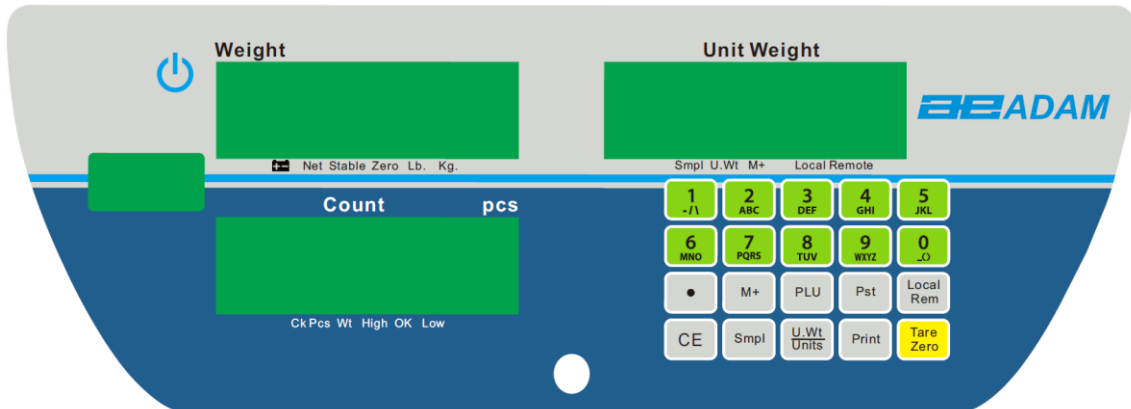 Weight
Unit Weight
ae ADAM
Net Stable Zero Lb. Kg.
Smpl U.Wt M+ Local Remote
Count pcs
1 2 3 4 5
-/\ ABC DEF GHI JKL
6 7 8 9 0
MNO PQRS TUV WXYZ _()
• M+ PLU Pst Local
Rem
CE Smpl U.Wt Print Tare
Units Zero
Ck Pcs Wt High OK Low